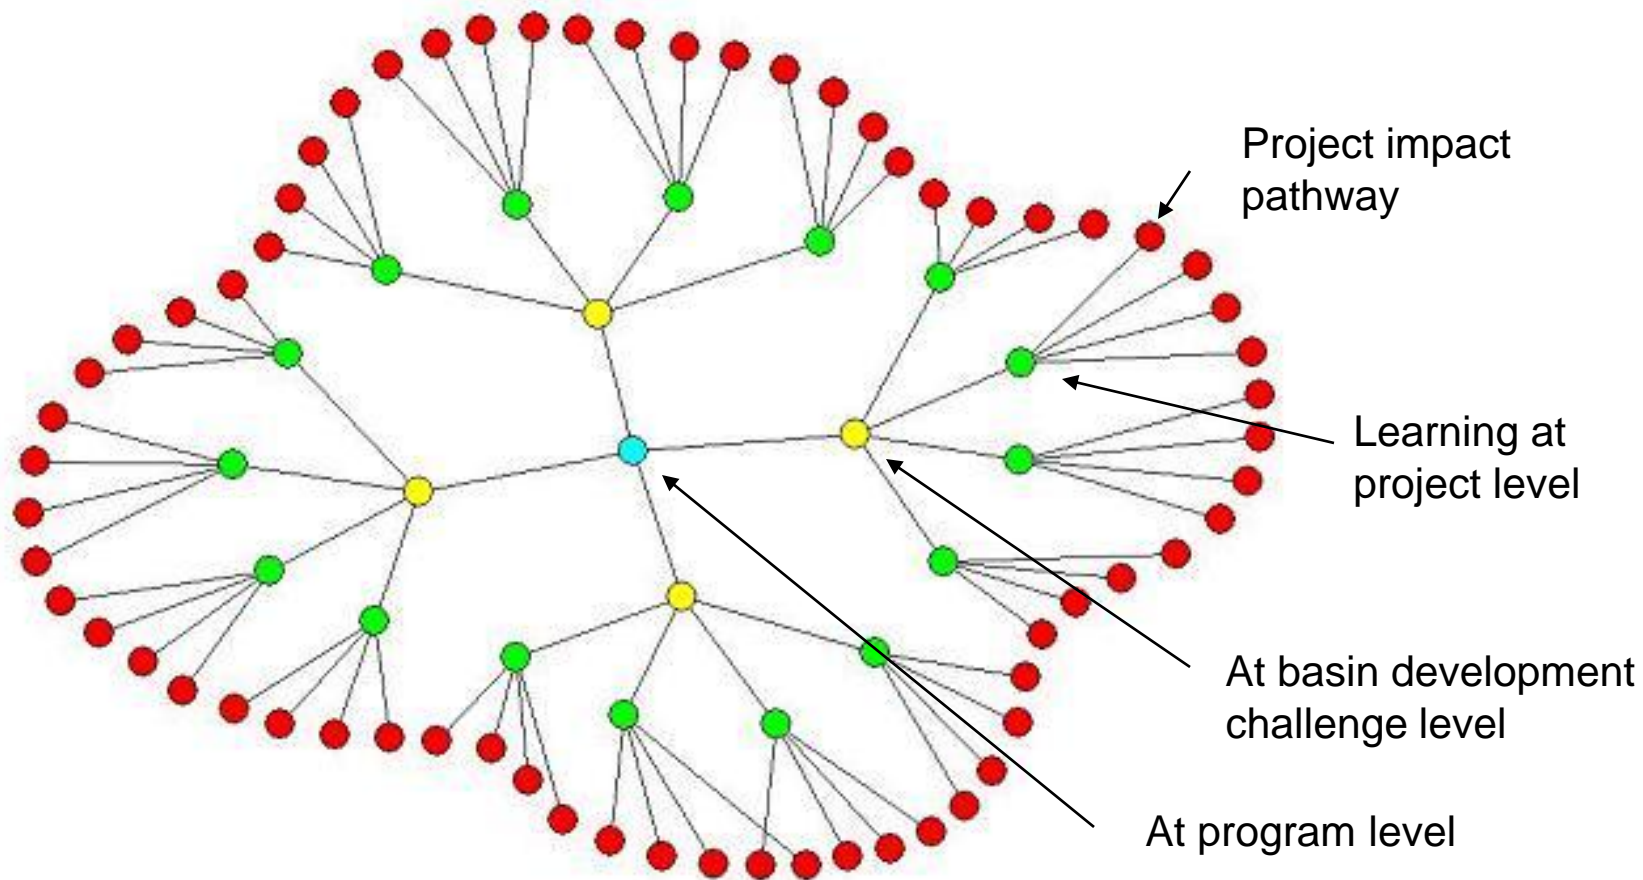 Project impact
pathway
Learning at
project level
At basin development
challenge level
At program level